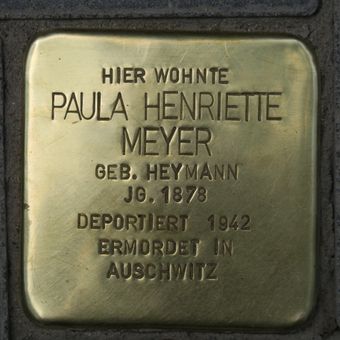 HIER WOHNTE
PAULA HENRIETTE
MEYER
GEB. HEYMANN
JG. 1878
DEPORTIERT 1942
ERMORDET IN
AUSCHWITZ